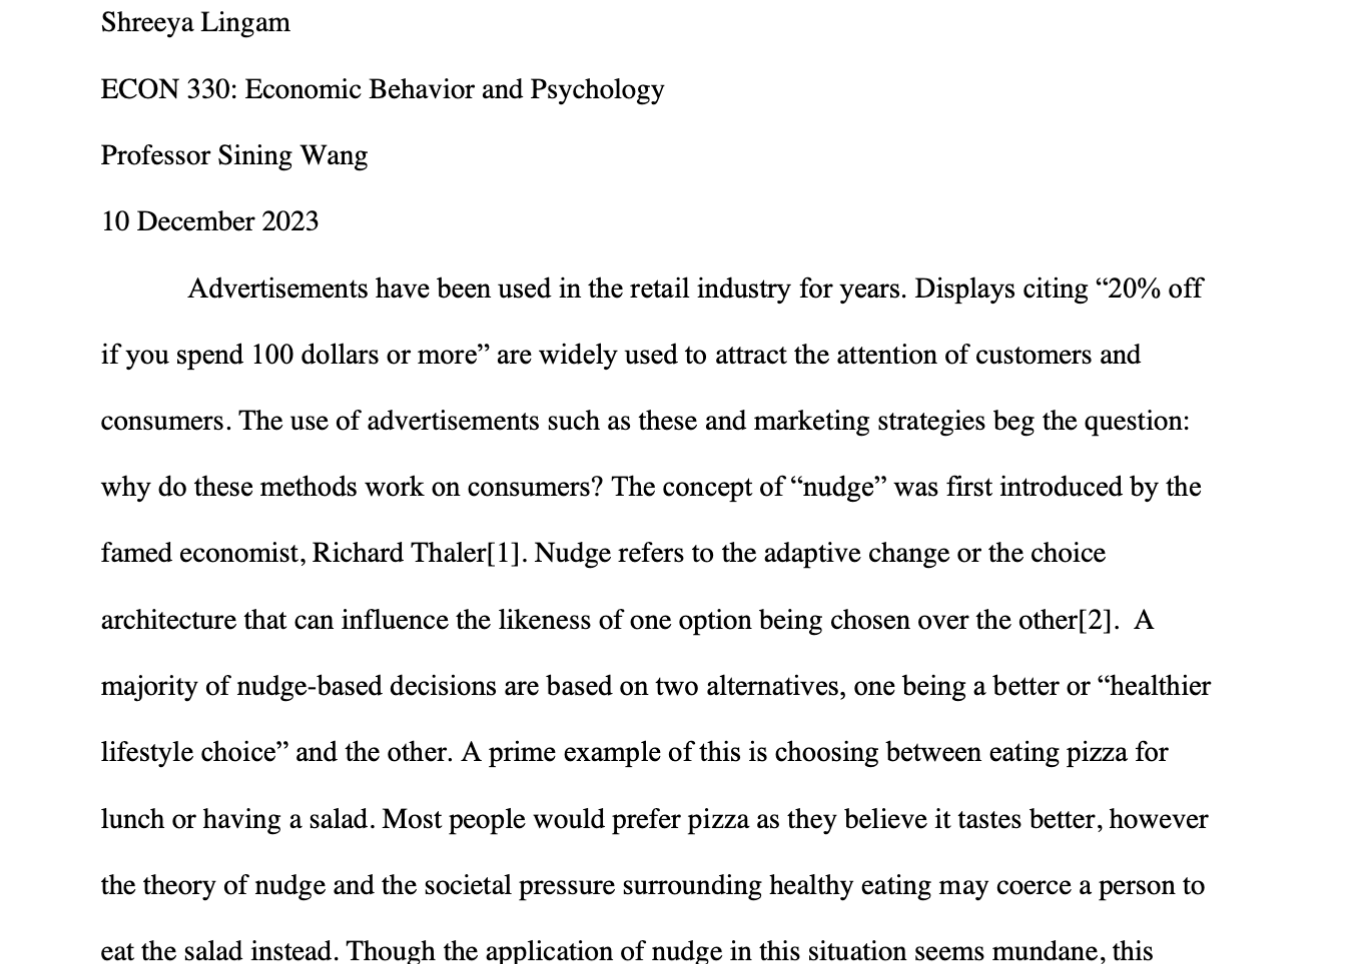 Shreeya Lingam
ECON 330: Economic Behavior and Psychology
Professor Sining Wang
10 December 2023
Advertisements have been used in the retail industry for years. Displays citing “20% off
if you spend 100 dollars or more” are widely used to attract the attention of customers and
consumers. The use of advertisements such as these and marketing strategies beg the question:
why do these methods work on consumers? The concept of “nudge” was first introduced by the
famed economist, Richard Thaler[1]. Nudge refers to the adaptive change or the choice
architecture that can influence the likeness of one option being chosen over the other[2].  A
majority of nudge-based decisions are based on two alternatives, one being a better or “healthier
lifestyle choice” and the other. A prime example of this is choosing between eating pizza for
lunch or having a salad. Most people would prefer pizza as they believe it tastes better, however
the theory of nudge and the societal pressure surrounding healthy eating may coerce a person to
eat the salad instead. Though the application of nudge in this situation seems mundane, this